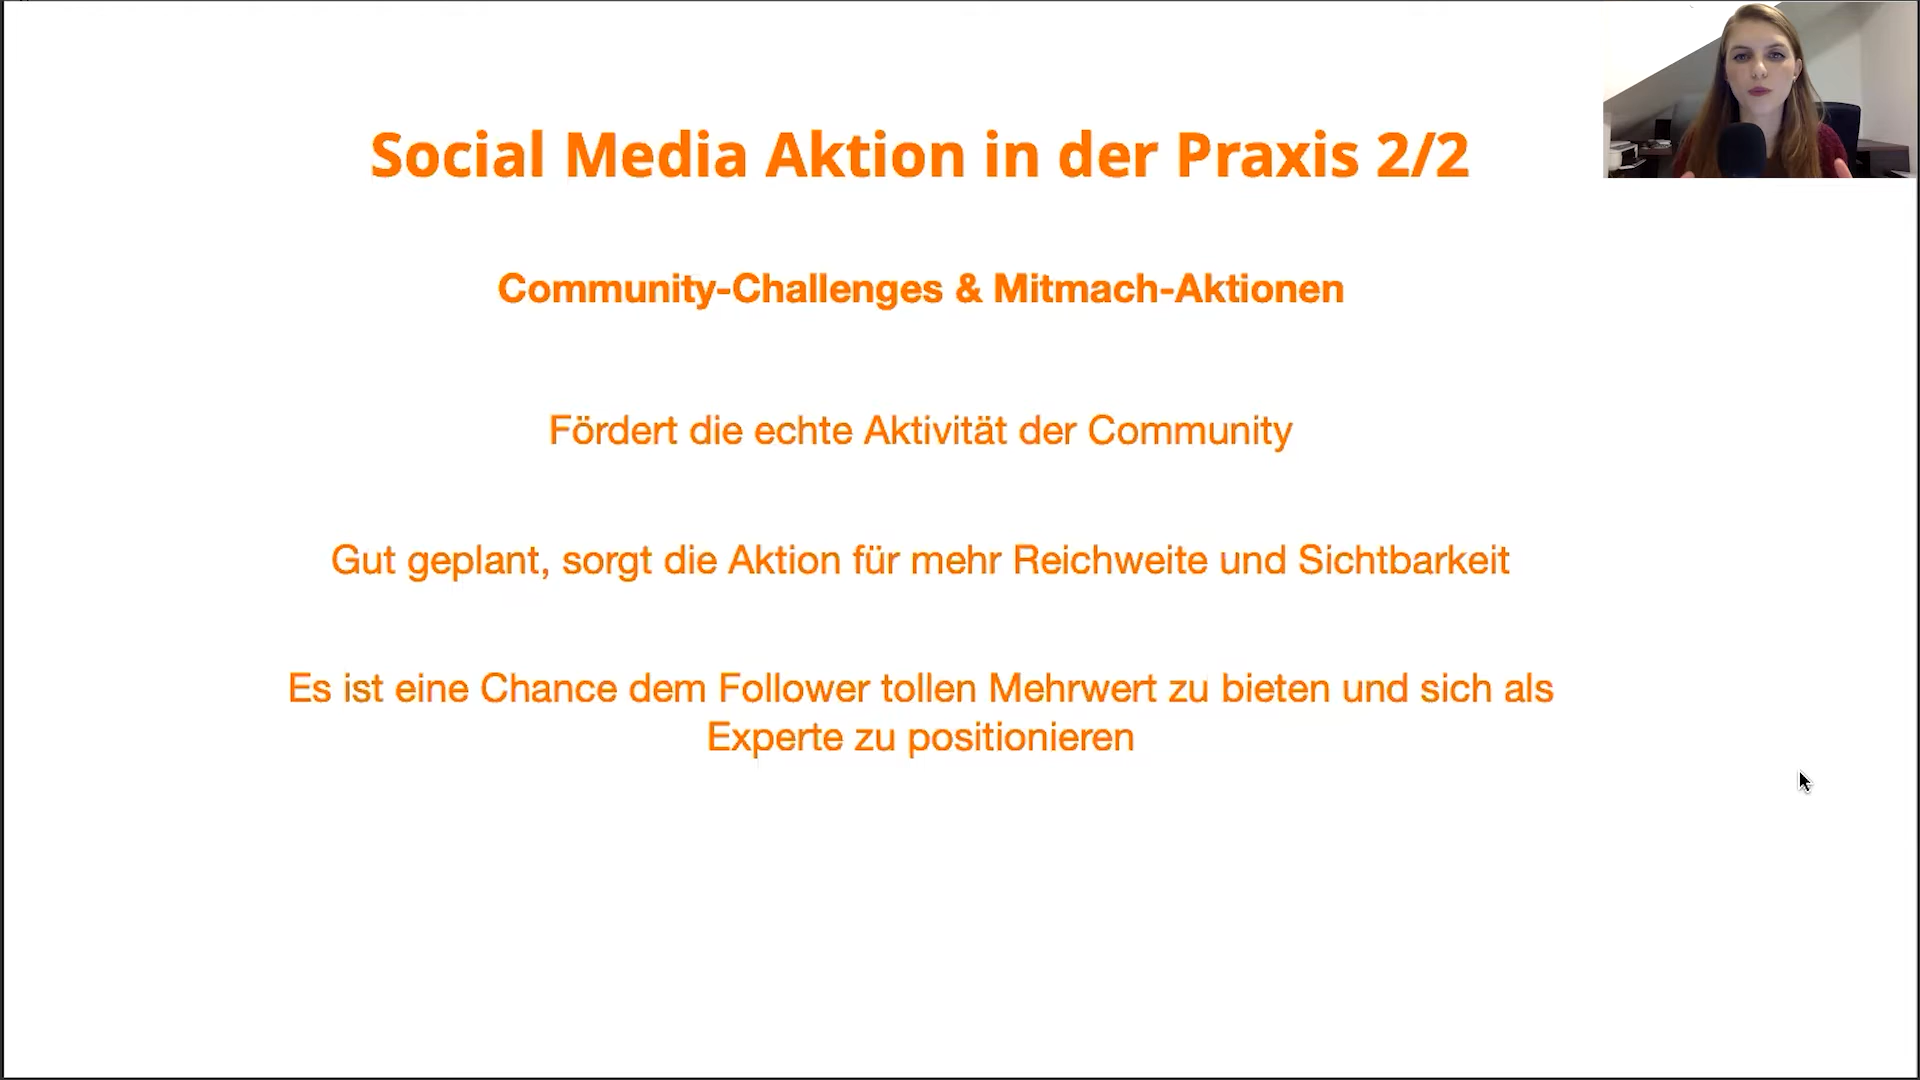 Social Media Aktion in der Praxis 2/2
Community-Challenges & Mitmach-Aktionen
Fördert die echte Aktivität der Community
Gut geplant, sorgt die Aktion für mehr Reichweite und Sichtbarkeit
Es ist eine Chance dem Follower tollen Mehrwert zu bieten und sich als
Experte zu positionieren